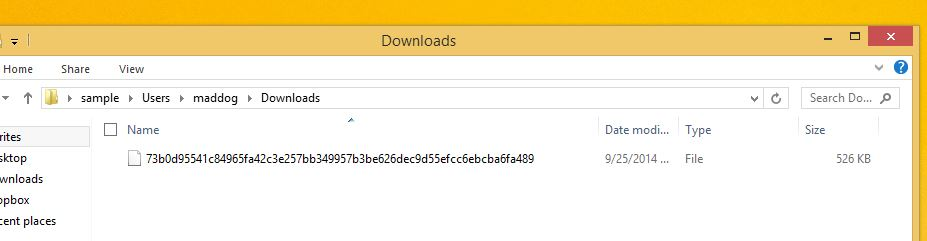 Downloads
Home Share View
sample Users maddog Downloads Search Do...
rites Name Date modi... Type Size
sktop 73b0d95541c84965fa42c3e257bb349957b3be626dec9d55efcc6ebcba6fa489 9/25/2014 ... File 526 KB
wnloads
opbox
cent places